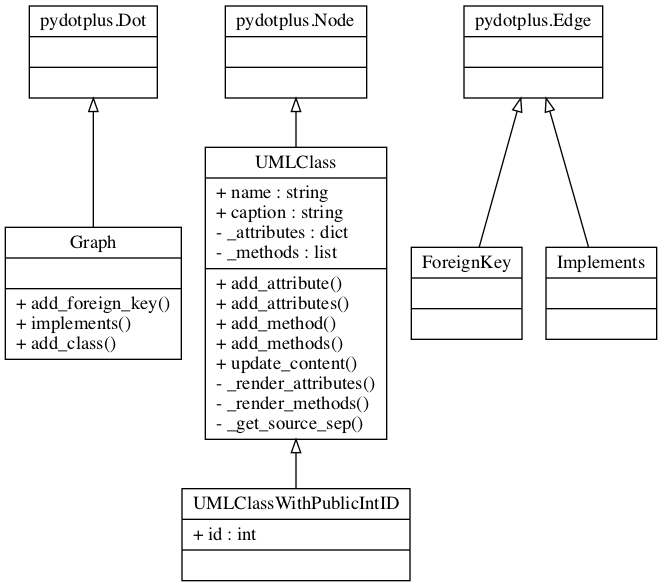 pydotplus.Dot
pydotplus.Node
pydotplus.Edge
UMLClass
+ name : string
+ caption : string
- _attributes : dict
- _methods : list
+ add_attribute()
+ add_attributes()
+ add_method()
+ add_methods()
+ update_content()
- _render_attributes()
- _render_methods()
- _get_source_sep()
Graph
+ add_foreign_key()
+ implements()
+ add_class()
ForeignKey
Implements
UMLClassWithPublicIntID
+ id : int